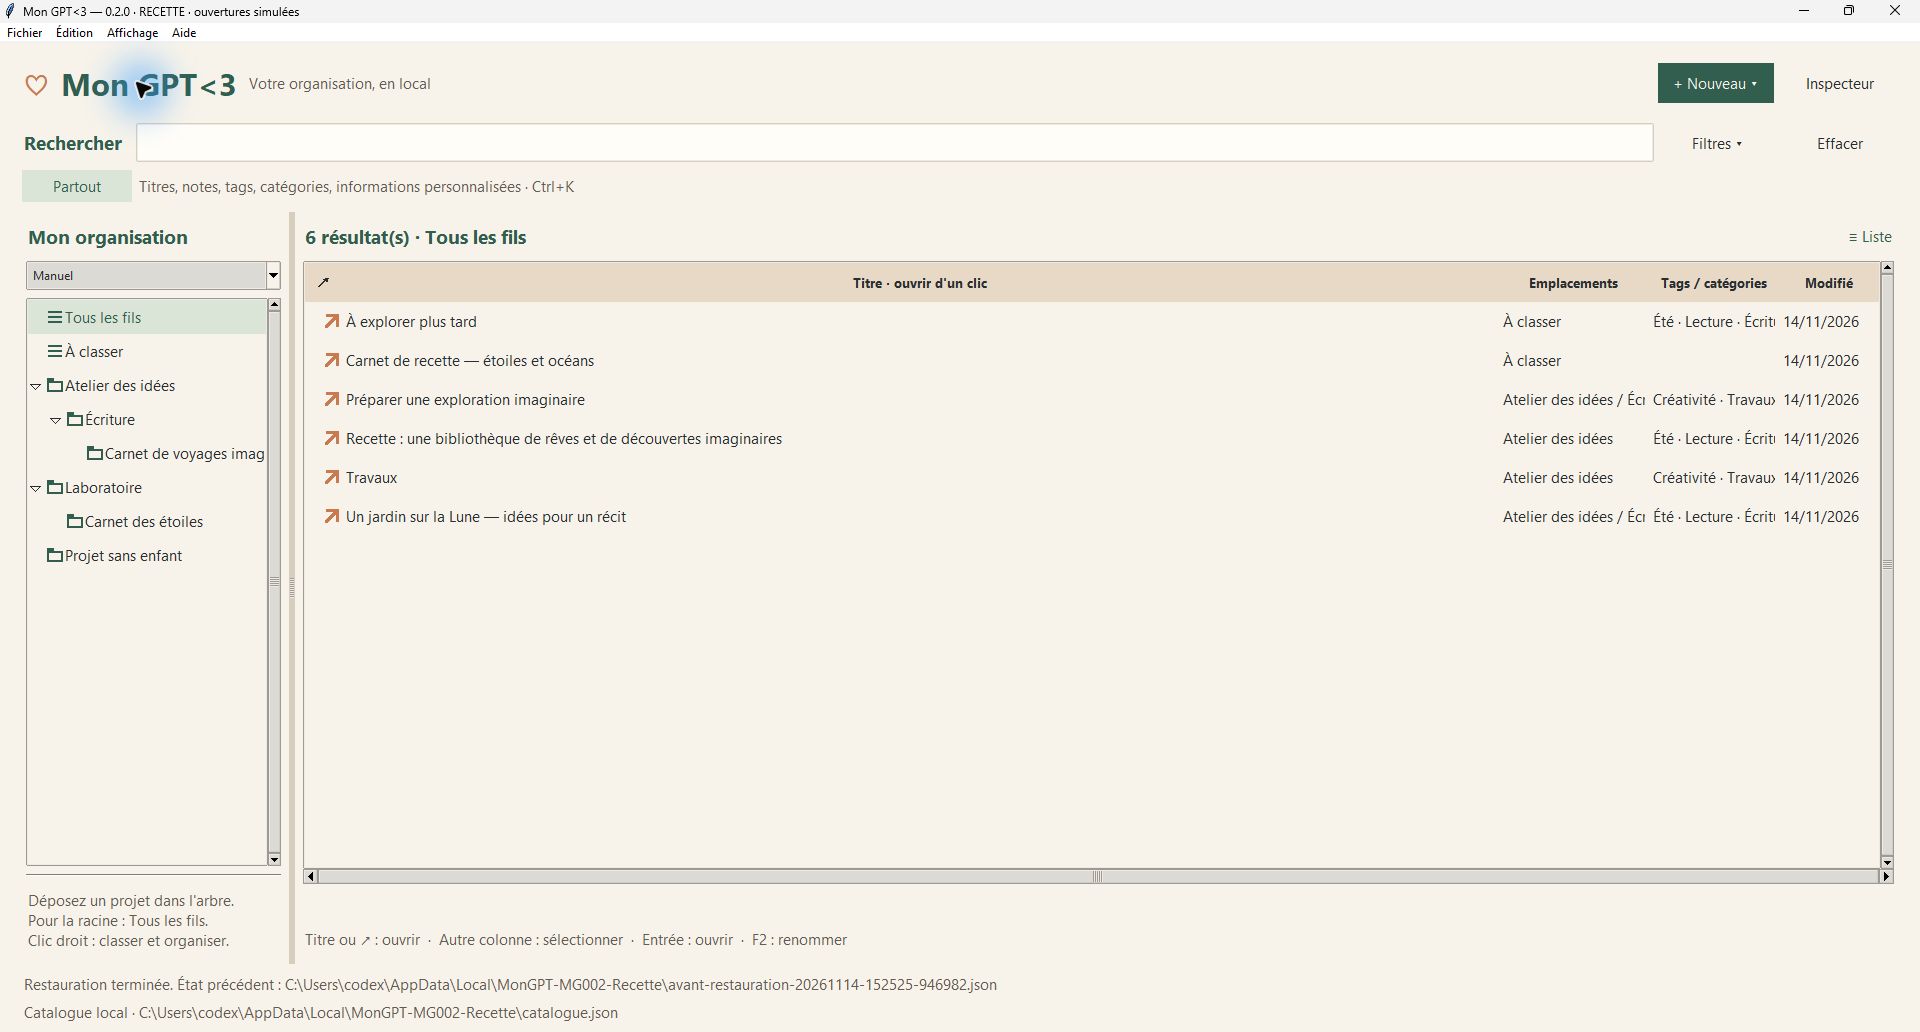 Mon GPT<3 — 0.2.0 · RECETTE · ouvertures simulées
Fichier Édition Affichage Aide
Mon GPT<3 Votre organisation, en local + Nouveau ▾ Inspecteur
Rechercher Filtres ▾ Effacer
Partout Titres, notes, tags, catégories, informations personnalisées · Ctrl+K
Mon organisation
Manuel
Tous les fils
À classer
Atelier des idées
Écriture
Carnet de voyages imag
Laboratoire
Carnet des étoiles
Projet sans enfant
Déposez un projet dans l'arbre.
Pour la racine : Tous les fils.
Clic droit : classer et organiser.
6 résultat(s) · Tous les fils ≡ Liste
↗ Titre · ouvrir d'un clic Emplacements Tags / catégories Modifié
À explorer plus tard À classer Été · Lecture · Écrit 14/11/2026
Carnet de recette — étoiles et océans À classer 14/11/2026
Préparer une exploration imaginaire Atelier des idées / Écr Créativité · Travaux 14/11/2026
Recette : une bibliothèque de rêves et de découvertes imaginaires Atelier des idées Été · Lecture · Écrit 14/11/2026
Travaux Atelier des idées Créativité · Travaux 14/11/2026
Un jardin sur la Lune — idées pour un récit Atelier des idées / Écr Été · Lecture · Écrit 14/11/2026
Titre ou ↗ : ouvrir · Autre colonne : sélectionner · Entrée : ouvrir · F2 : renommer
Restauration terminée. État précédent : C:\Users\codex\AppData\Local\MonGPT-MG002-Recette\avant-restauration-20261114-152525-946982.json
Catalogue local · C:\Users\codex\AppData\Local\MonGPT-MG002-Recette\catalogue.json